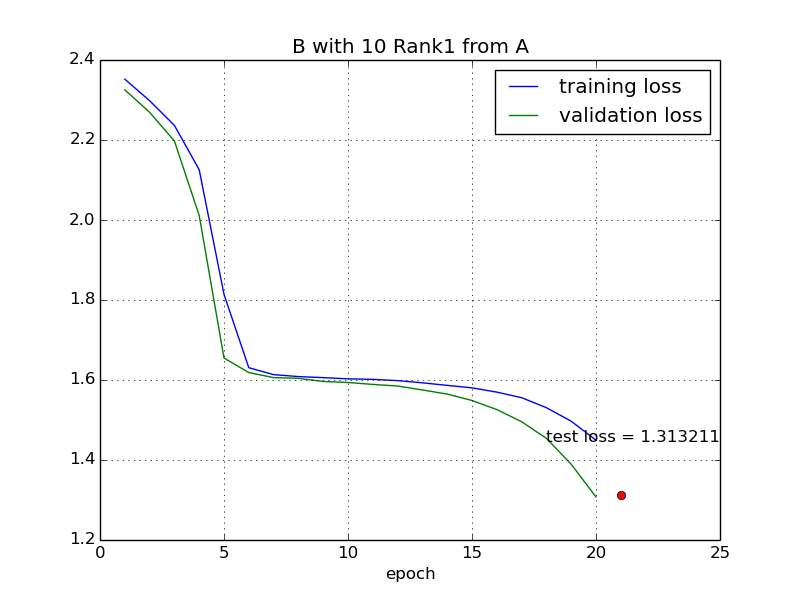 B with 10 Rank1 from A
2.4
2.2
2.0
1.8
1.6
1.4
1.2
training loss
validation loss
test loss = 1.313211
0 5 10 15 20 25
epoch